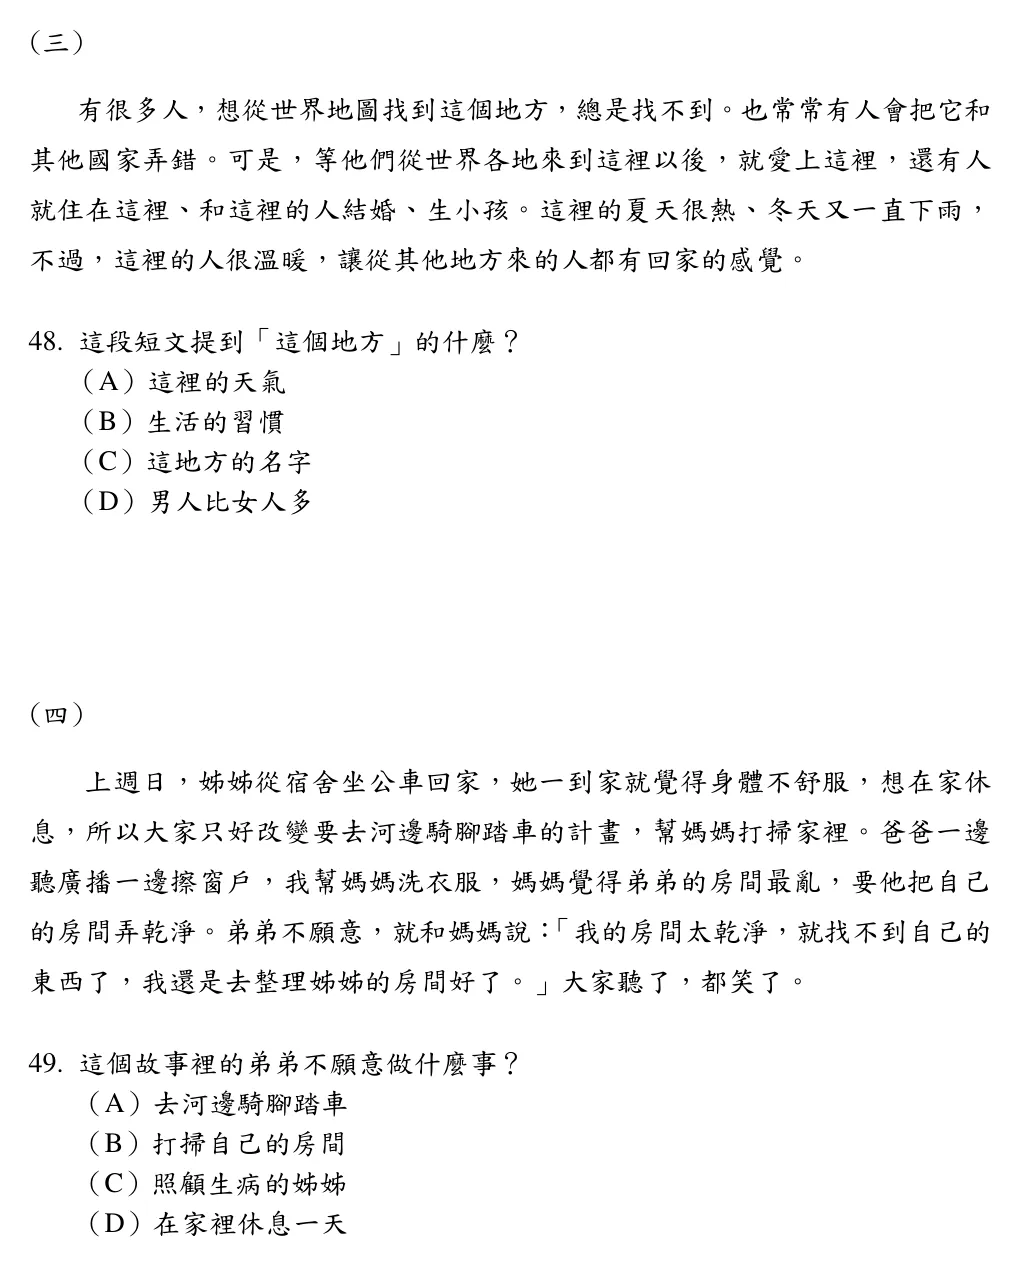 （三）
有很多人，想從世界地圖找到這個地方，總是找不到。也常常有人會把它和
其他國家弄錯。可是，等他們從世界各地來到這裡以後，就愛上這裡，還有人
就住在這裡、和這裡的人結婚、生小孩。這裡的夏天很熱、冬天又一直下雨，
不過，這裡的人很溫暖，讓從其他地方來的人都有回家的感覺。
48. 這段短文提到「這個地方」的什麼？
（A）這裡的天氣
（B）生活的習慣
（C）這地方的名字
（D）男人比女人多
（四）
上週日，姊姊從宿舍坐公車回家，她一到家就覺得身體不舒服，想在家休
息，所以大家只好改變要去河邊騎腳踏車的計畫，幫媽媽打掃家裡。爸爸一邊
聽廣播一邊擦窗戶，我幫媽媽洗衣服，媽媽覺得弟弟的房間最亂，要他把自己
的房間弄乾淨。弟弟不願意，就和媽媽說：「我的房間太乾淨，就找不到自己的
東西了，我還是去整理姊姊的房間好了。」大家聽了，都笑了。
49. 這個故事裡的弟弟不願意做什麼事？
（A）去河邊騎腳踏車
（B）打掃自己的房間
（C）照顧生病的姊姊
（D）在家裡休息一天